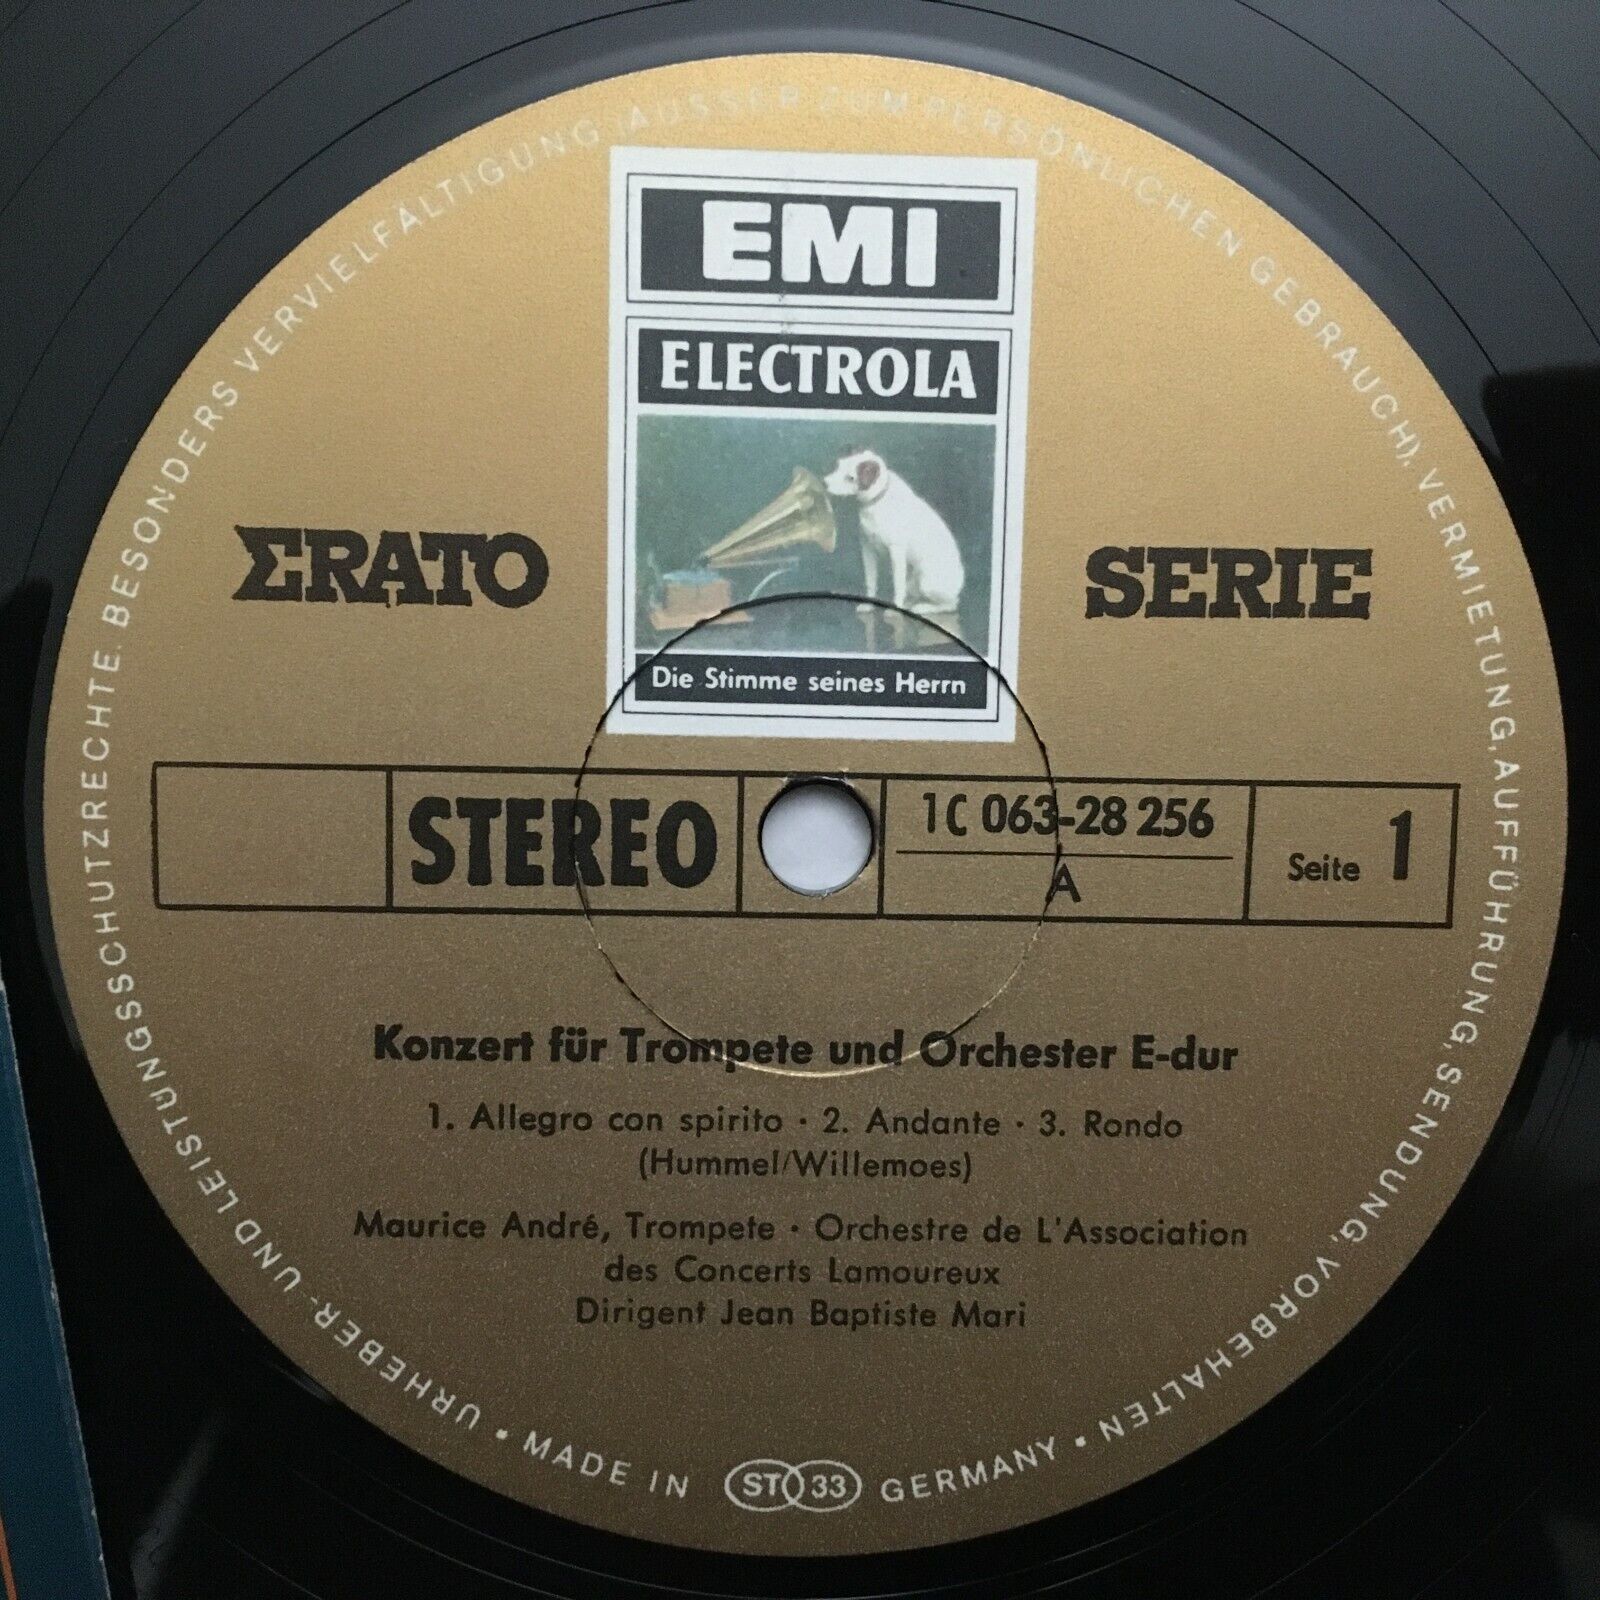 EMI
ELECTROLA
Die Stimme seines Herrn
ΣRATO
SERIE
STEREO
1C 063-28 256
A
Seite 1
Konzert für Trompete und Orchester E-dur
1. Allegro con spirito · 2. Andante · 3. Rondo
(Hummel/Willemoes)
Maurice André, Trompete · Orchestre de L'Association
des Concerts Lamoureux
Dirigent Jean Baptiste Mari
URHEBER- UND LEISTUNGSSCHUTZRECHTE. BESONDERS VERVIELFÄLTIGUNG (AUSSER ZUM PERSÖNLICHEN GEBRAUCH), VERMIETUNG, AUFFÜHRUNG, SENDUNG, VORBEHALTEN •
MADE IN ST 33 GERMANY •